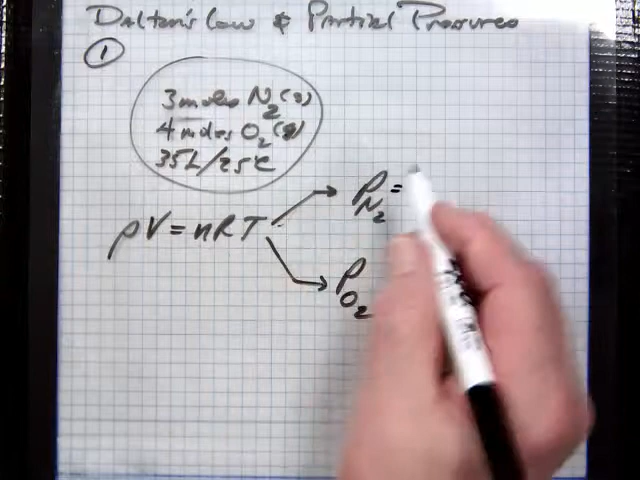 Dalton's Law & Partial Pressures
1
3 moles N2(g)
4 moles O2(g)
35L/25°C
PV = nRT
PN2 =
PO2